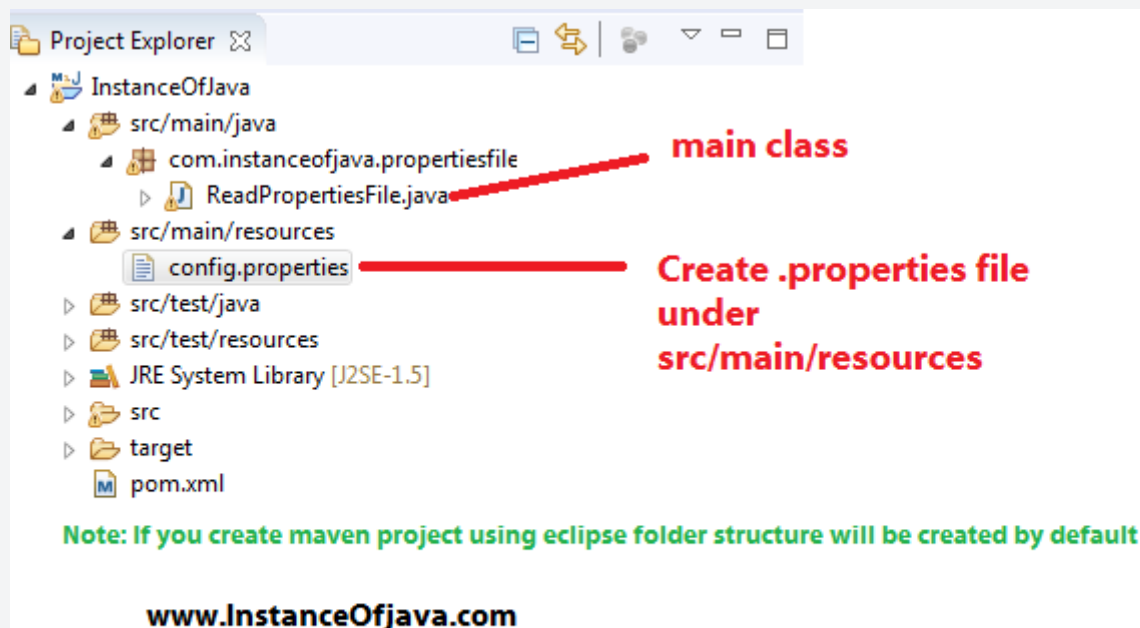 Project Explorer
InstanceOfJava
src/main/java
com.instanceofjava.propertiesfile
main class
ReadPropertiesFile.java
src/main/resources
config.properties
Create .properties file
under
src/main/resources
src/test/java
src/test/resources
JRE System Library [J2SE-1.5]
src
target
pom.xml
Note: If you create maven project using eclipse folder structure will be created by default
www.InstanceOfjava.com